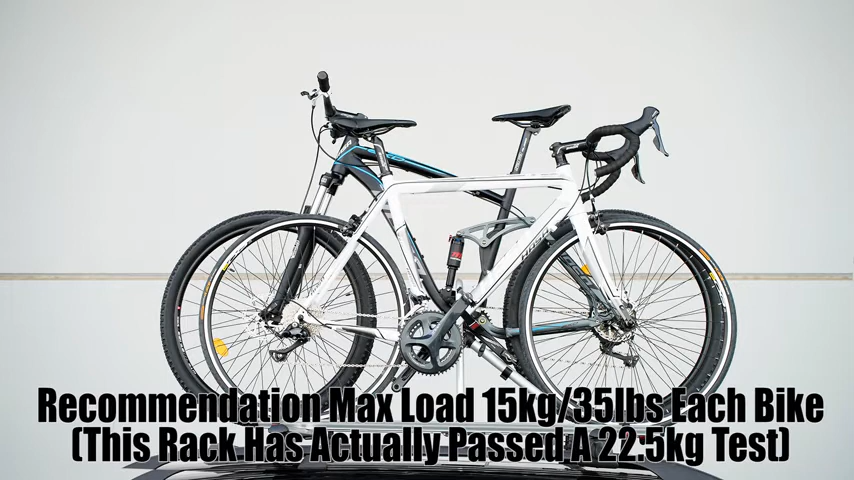 Recommendation Max Load 15kg/35lbs Each Bike
(This Rack Has Actually Passed A 22.5kg Test)